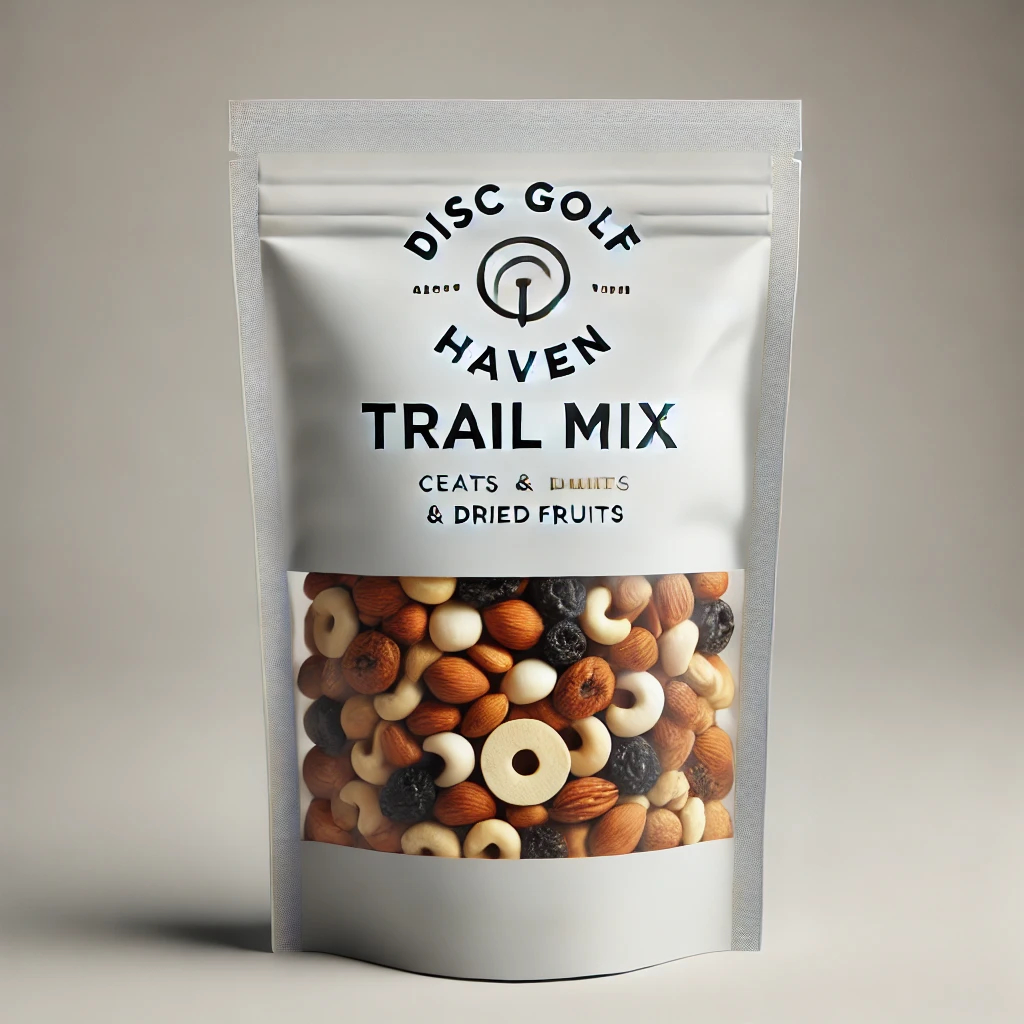 DISC GOLF
HAVEN
TRAIL MIX
CEATS &
& DRIED FRUITS